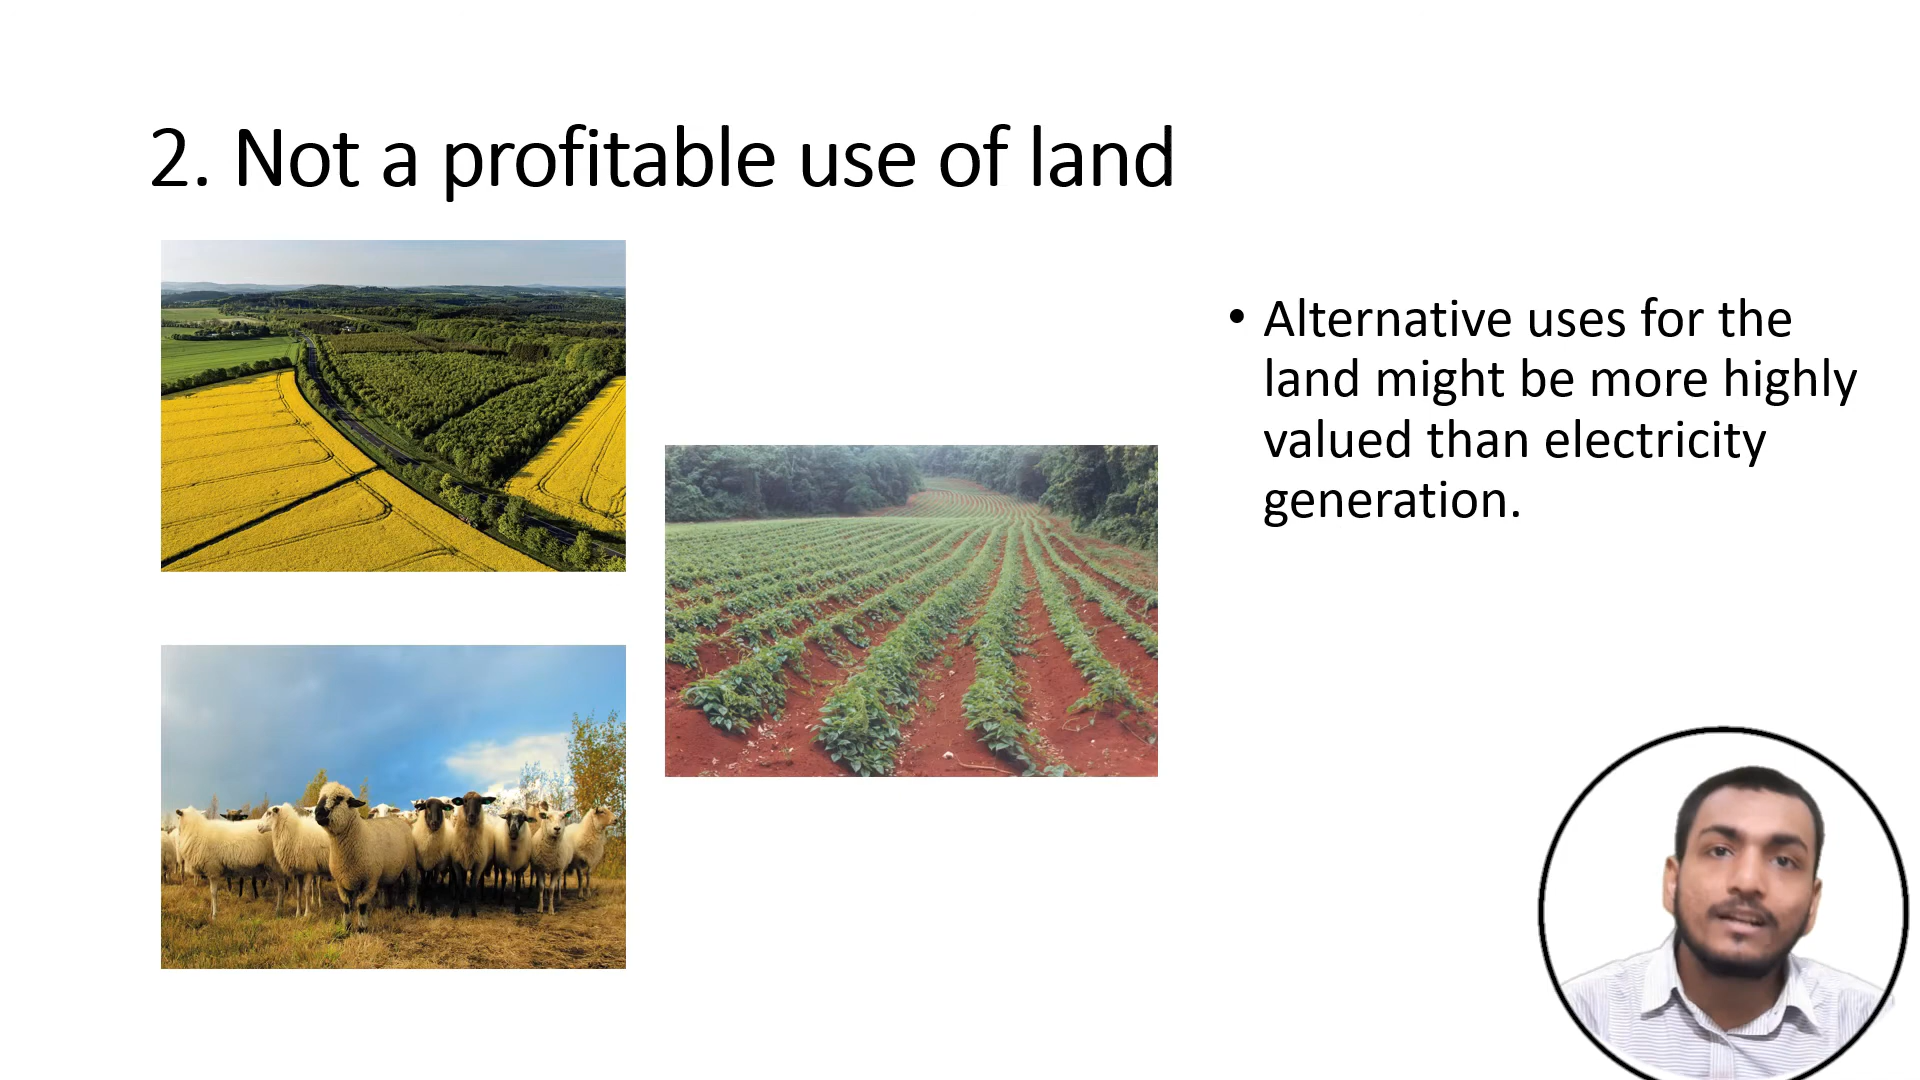 2. Not a profitable use of land
• Alternative uses for the
land might be more highly
valued than electricity
generation.